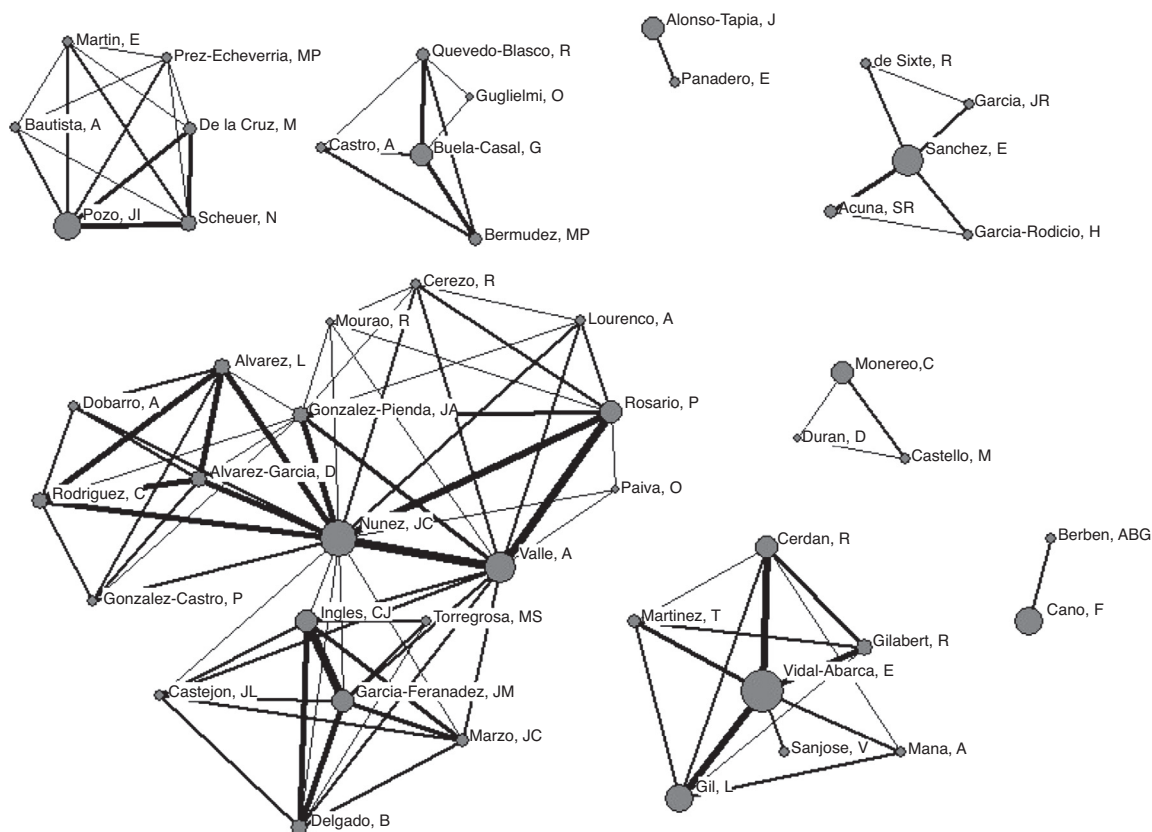 Alonso-Tapia, J
Panadero, E
Martin, E
Prez-Echeverria, MP
Bautista, A
De la Cruz, M
Pozo, JI
Scheuer, N
Quevedo-Blasco, R
Guglielmi, O
Castro, A
Buela-Casal, G
Bermudez, MP
de Sixte, R
Garcia, JR
Sanchez, E
Acuna, SR
Garcia-Rodicio, H
Cerezo, R
Mourao, R
Lourenco, A
Alvarez, L
Dobarro, A
Gonzalez-Pienda, JA
Rosario, P
Alvarez-Garcia, D
Rodriguez, C
Paiva, O
Nunez, JC
Valle, A
Gonzalez-Castro, P
Ingles, CJ
Torregrosa, MS
Castejon, JL
Garcia-Feranadez, JM
Marzo, JC
Delgado, B
Monereo,C
Duran, D
Castello, M
Berben, ABG
Cano, F
Cerdan, R
Martinez, T
Gilabert, R
Vidal-Abarca, E
Sanjose, V
Mana, A
Gil, L